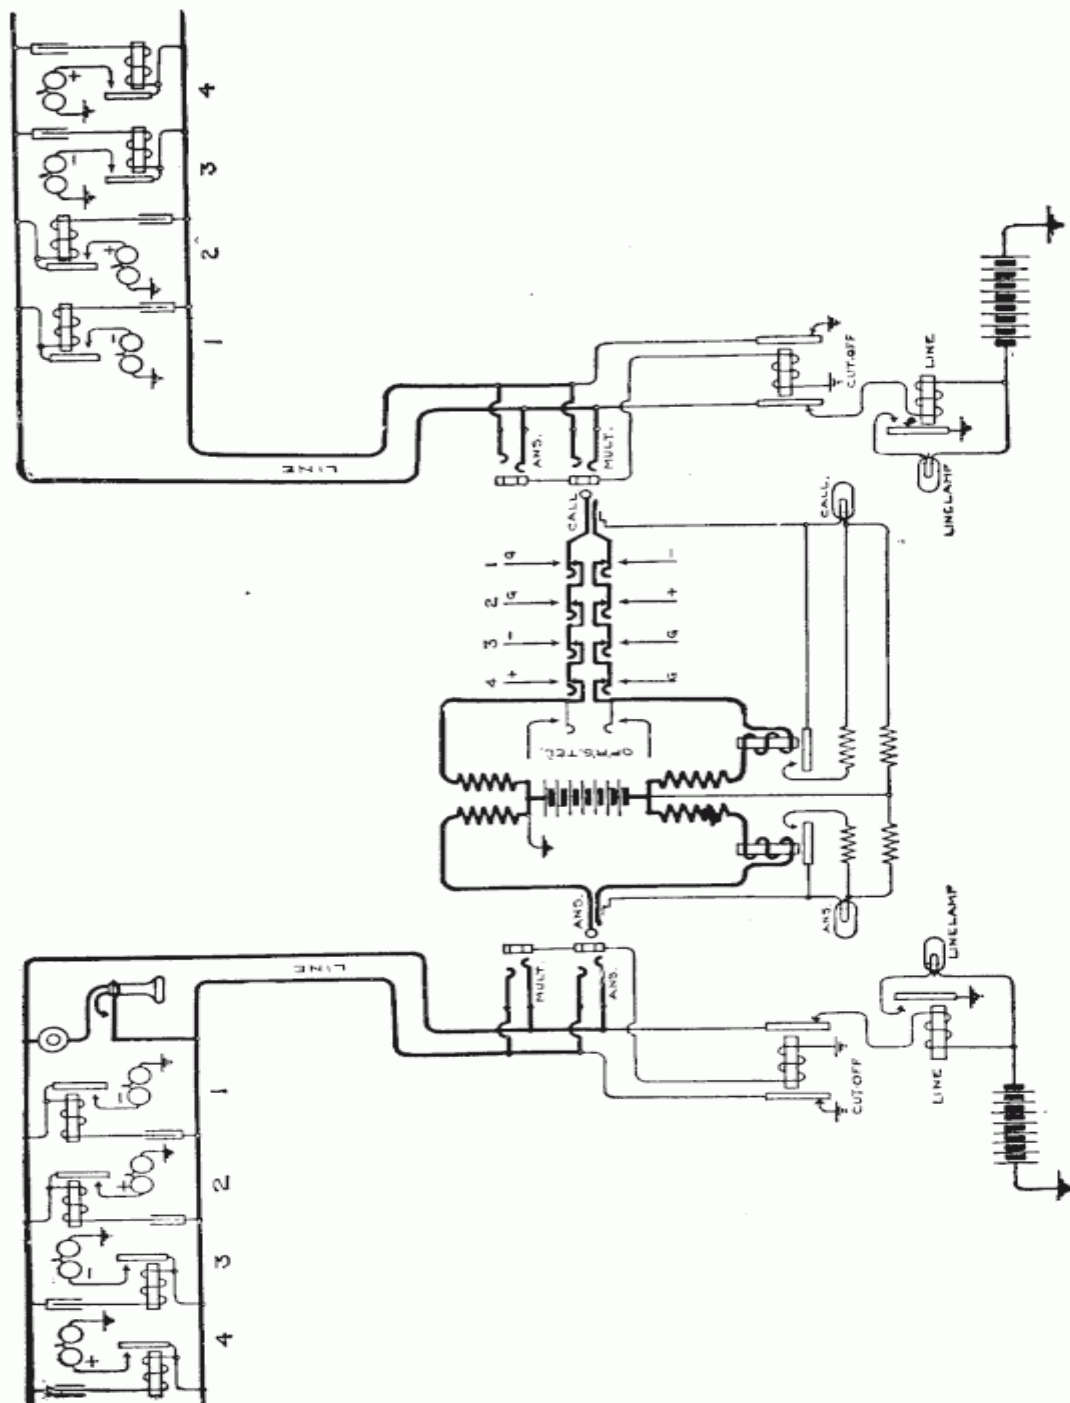 4
3
2
1
+
-
+
-
LINE
ANS.
MULT.
CUT-OFF
LINE
LINE LAMP
CALL
CALL.
1 G -
2 G +
3 - G
4 + G
OPR'S. TEL.
ANS.
ANS.
LINE
MULT.
ANS.
CUT-OFF
LINE
LINE LAMP
1
2
3
4
-
+
-
+